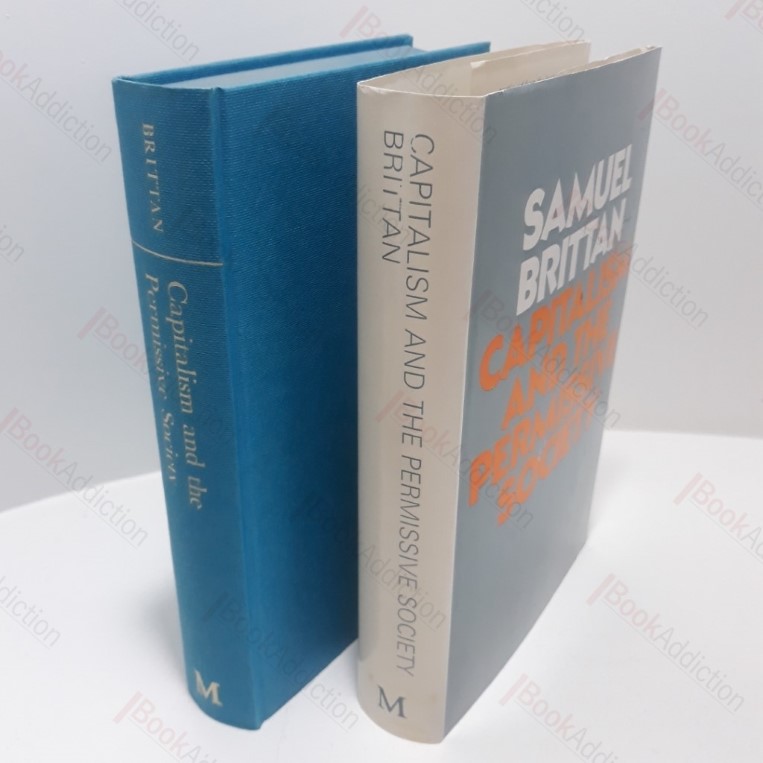 BRITTAN
Capitalism and the
Permissive Society
M
CAPITALISM AND THE PERMISSIVE SOCIETY
BRITTAN
M
SAMUEL
BRITTAN
CAPITALISM
AND THE
PERMISSIVE
SOCIETY
BookAddiction